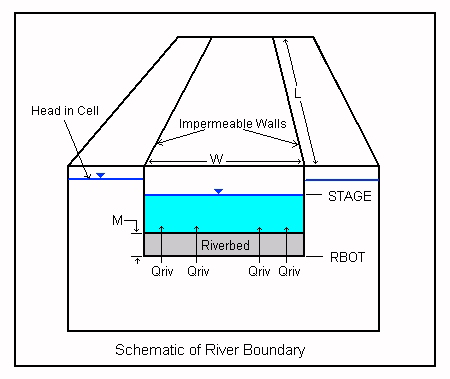 L
Head in Cell
Impermeable Walls
W
STAGE
M
Riverbed
RBOT
Qriv Qriv Qriv Qriv
Schematic of River Boundary